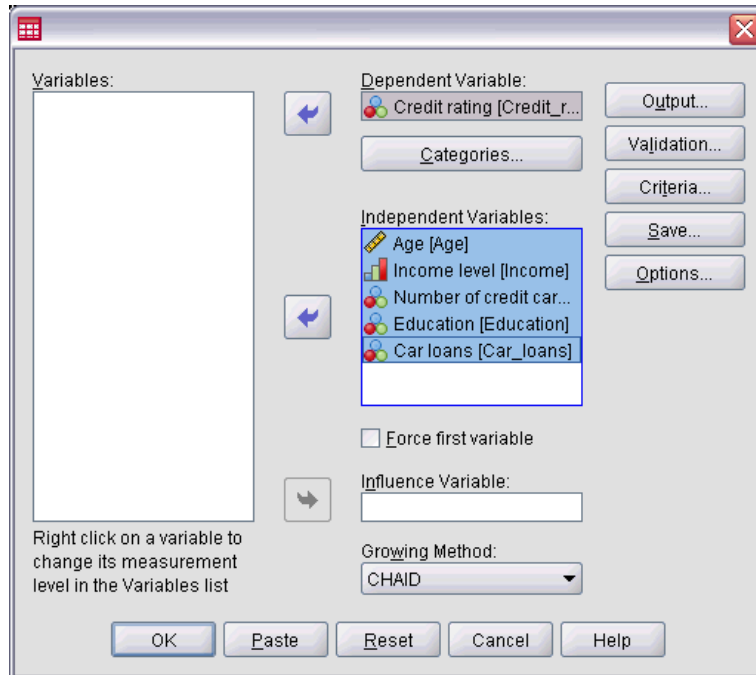 Variables:
Right click on a variable to
change its measurement
level in the Variables list
Dependent Variable:
Credit rating [Credit_r...
Categories...
Independent Variables:
Age [Age]
Income level [Income]
Number of credit car...
Education [Education]
Car loans [Car_loans]
Force first variable
Influence Variable:
Growing Method:
CHAID
Output...
Validation...
Criteria...
Save...
Options...
OK
Paste
Reset
Cancel
Help